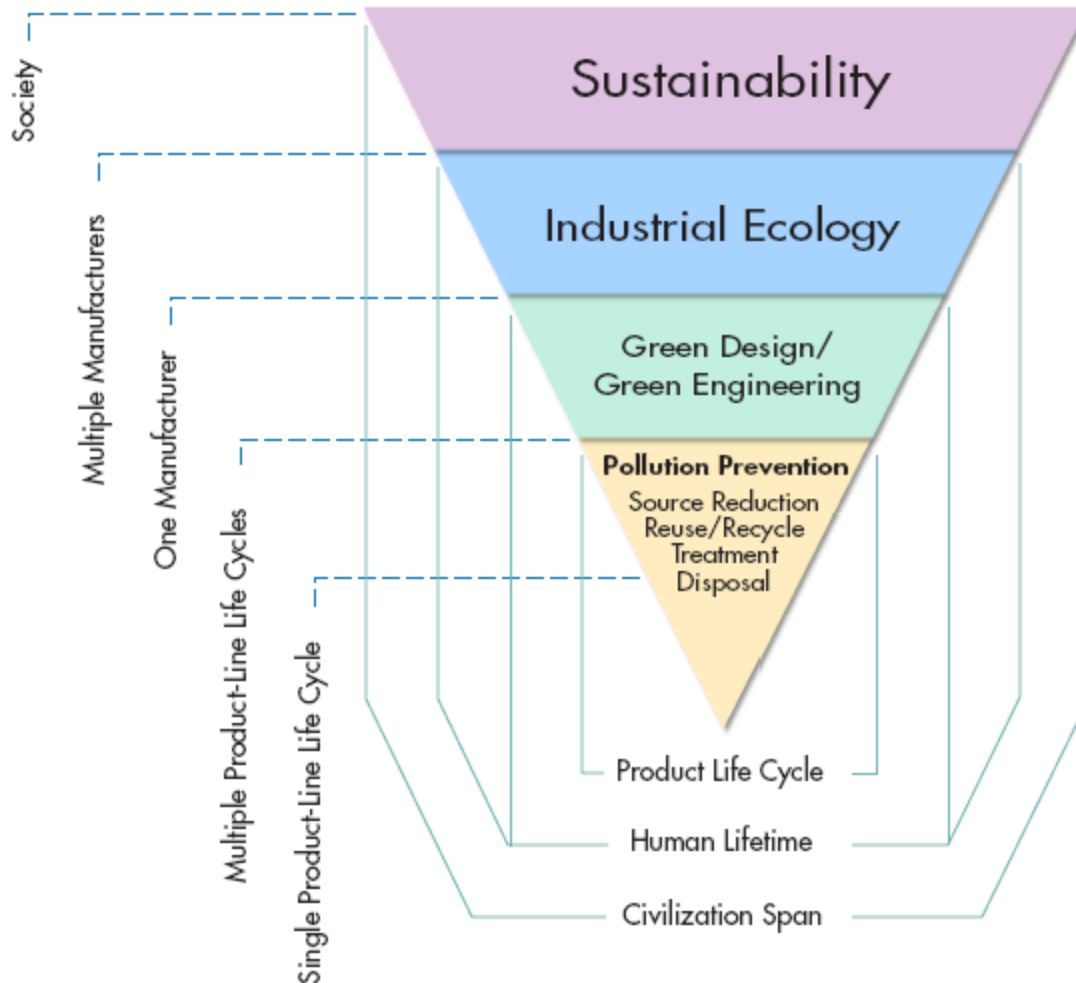 Sustainability
Industrial Ecology
Green Design/
Green Engineering
Pollution Prevention
Source Reduction
Reuse/Recycle
Treatment
Disposal
Society
Multiple Manufacturers
One Manufacturer
Multiple Product-Line Life Cycles
Single Product-Line Life Cycle
Product Life Cycle
Human Lifetime
Civilization Span